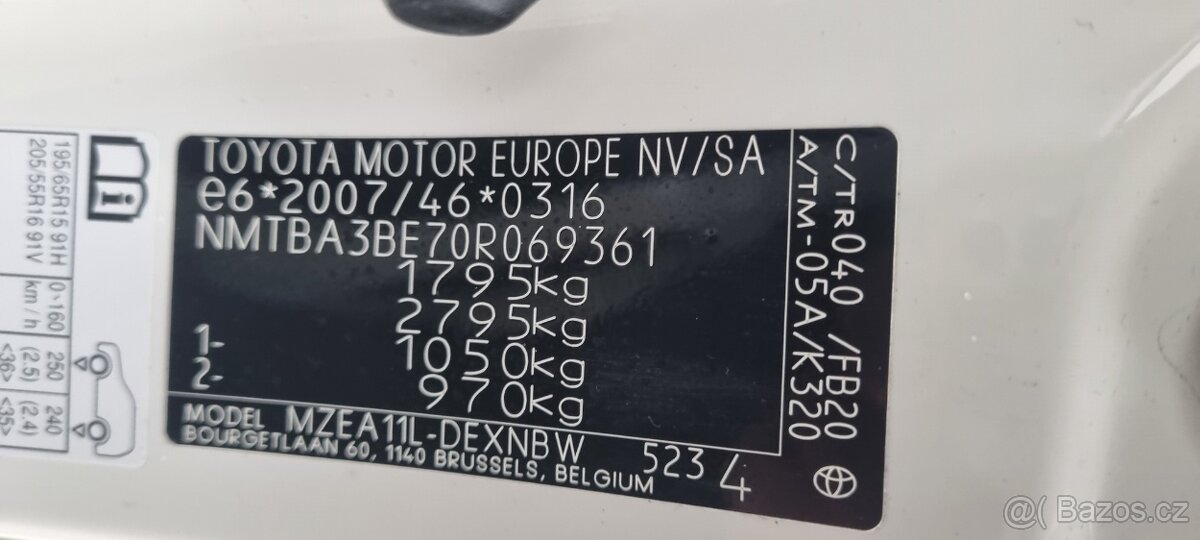 TOYOTA MOTOR EUROPE NV/SA
e6*2007/46*0316
NMTBA3BE70R069361
1795kg
2795kg
1- 1050kg
2- 970kg
MODEL MZEA11L-DEXNBW 523 4
BOURGETLAAN 60, 1140 BRUSSELS, BELGIUM
C/TR040 /FB20
A/TM-05A/K320
195/65R15 91H
205/55R16 91V
0~160
km/h
250
(2.5)
<36>
240
(2.4)
<35>
i
@( Bazos.cz